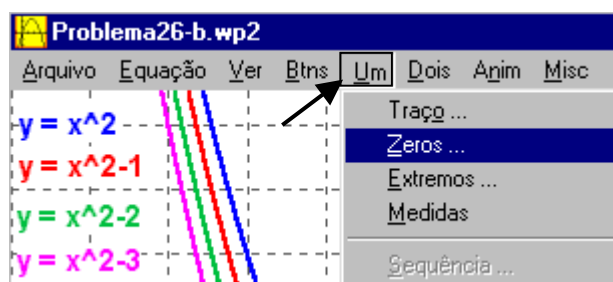 Problema26-b.wp2
Arquivo Equação Ver Btns Um Dois Anim Misc
y = x^2
y = x^2-1
y = x^2-2
y = x^2-3
Traço ...
Zeros ...
Extremos ...
Medidas
Sequência ...